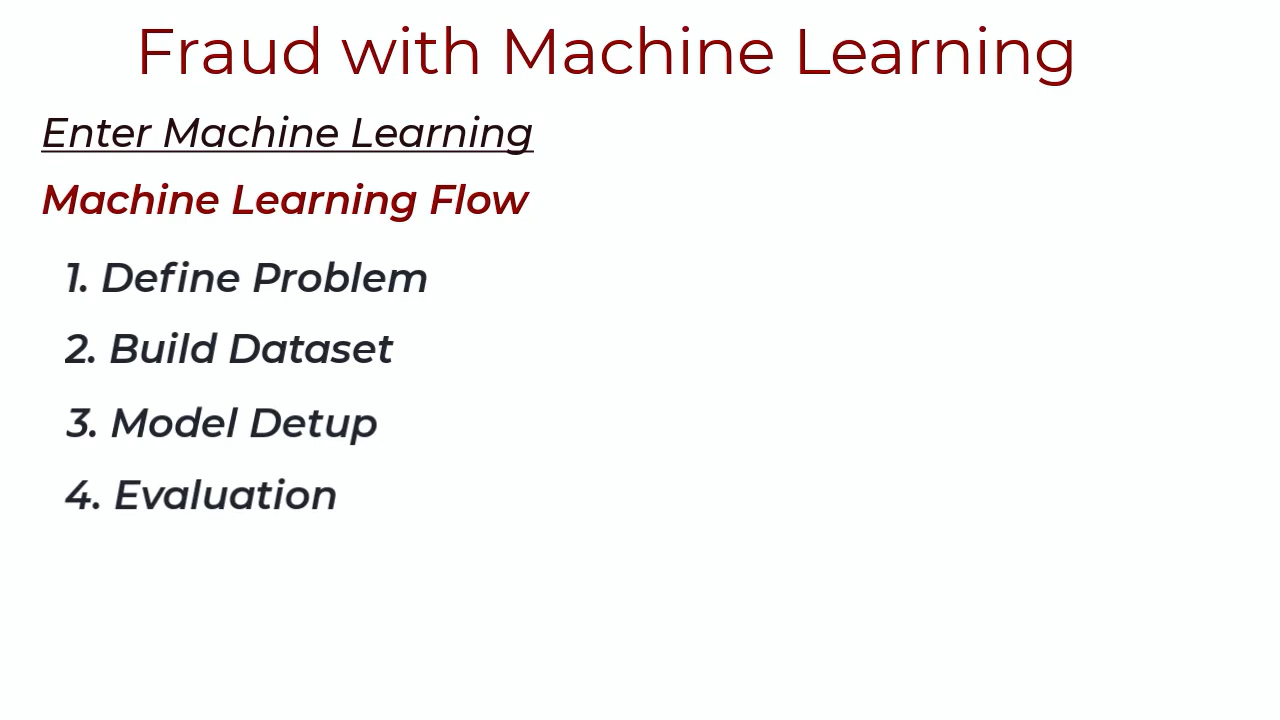 Fraud with Machine Learning
Enter Machine Learning
Machine Learning Flow
1. Define Problem
2. Build Dataset
3. Model Detup
4. Evaluation